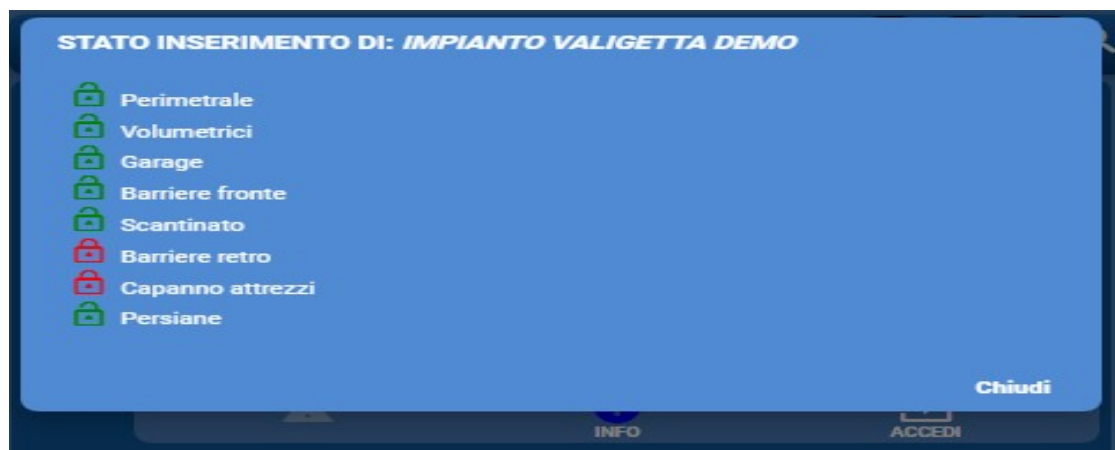 STATO INSERIMENTO DI: IMPIANTO VALIGETTA DEMO
Perimetrale
Volumetrici
Garage
Barriere fronte
Scantinato
Barriere retro
Capanno attrezzi
Persiane
Chiudi
INFO
ACCEDI